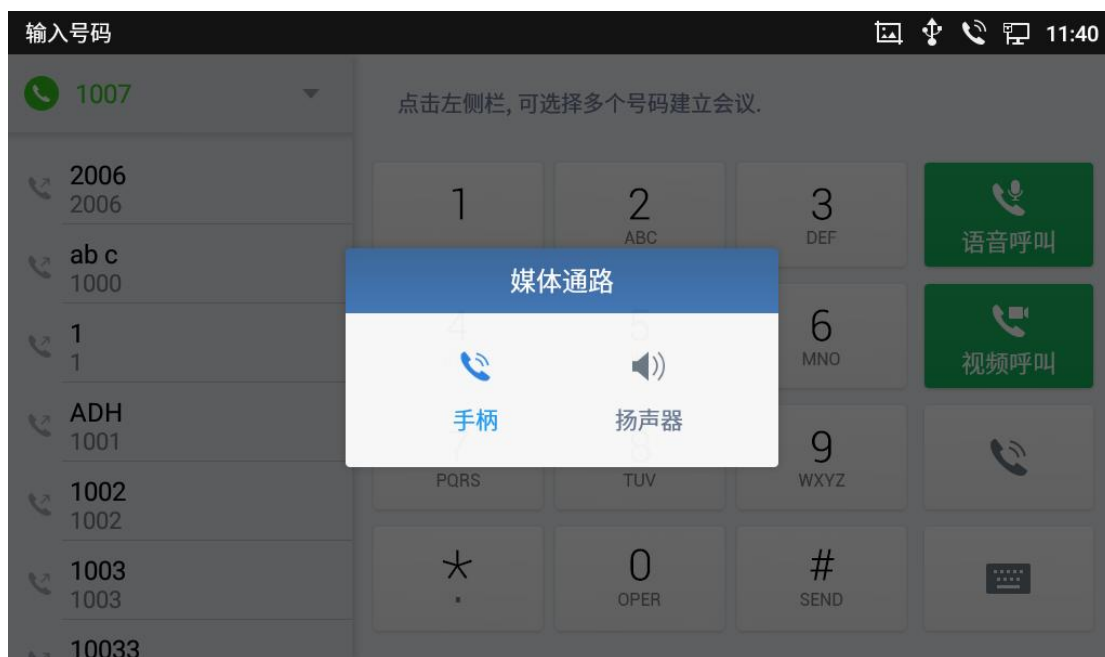 输入号码
11:40
1007
点击左侧栏, 可选择多个号码建立会议.
2006
2006
ab c
1000
1
1
ADH
1001
1002
1002
1003
1003
10033
1
2
ABC
3
DEF
语音呼叫
媒体通路
手柄
扬声器
4
6
MNO
视频呼叫
PQRS
TUV
9
WXYZ
*
.
0
OPER
#
SEND